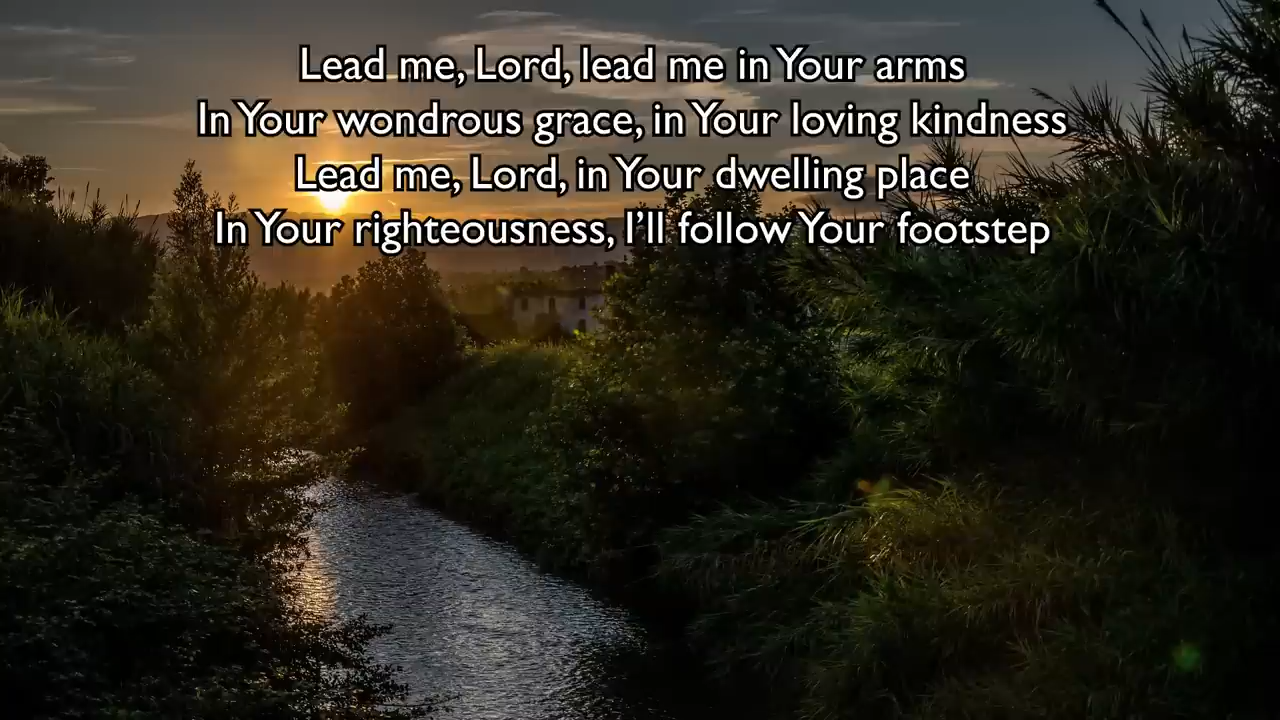 Lead me, Lord, lead me in Your arms
In Your wondrous grace, in Your loving kindness
Lead me, Lord, in Your dwelling place
In Your righteousness, I’ll follow Your footstep